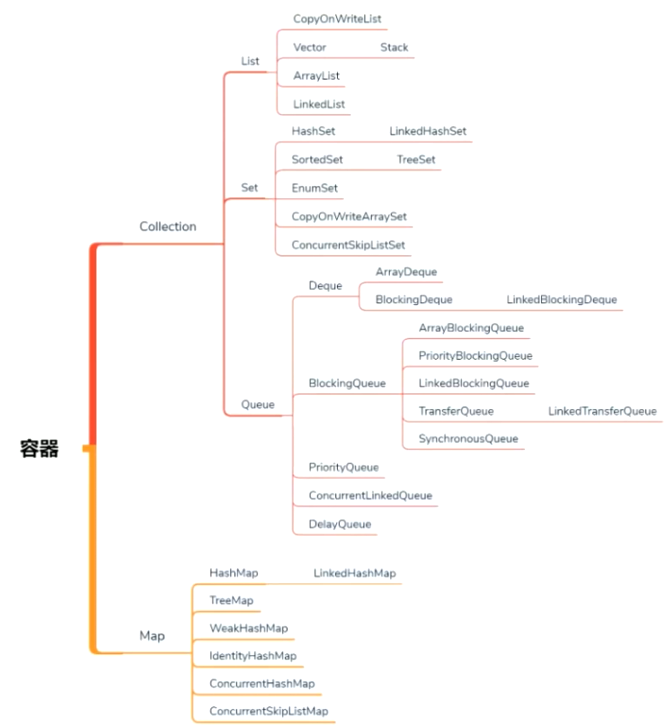 容器
Collection
List
CopyOnWriteList
Vector Stack
ArrayList
LinkedList
Set
HashSet LinkedHashSet
SortedSet TreeSet
EnumSet
CopyOnWriteArraySet
ConcurrentSkipListSet
Queue
Deque
ArrayDeque
BlockingDeque LinkedBlockingDeque
BlockingQueue
ArrayBlockingQueue
PriorityBlockingQueue
LinkedBlockingQueue
TransferQueue LinkedTransferQueue
SynchronousQueue
PriorityQueue
ConcurrentLinkedQueue
DelayQueue
Map
HashMap LinkedHashMap
TreeMap
WeakHashMap
IdentityHashMap
ConcurrentHashMap
ConcurrentSkipListMap